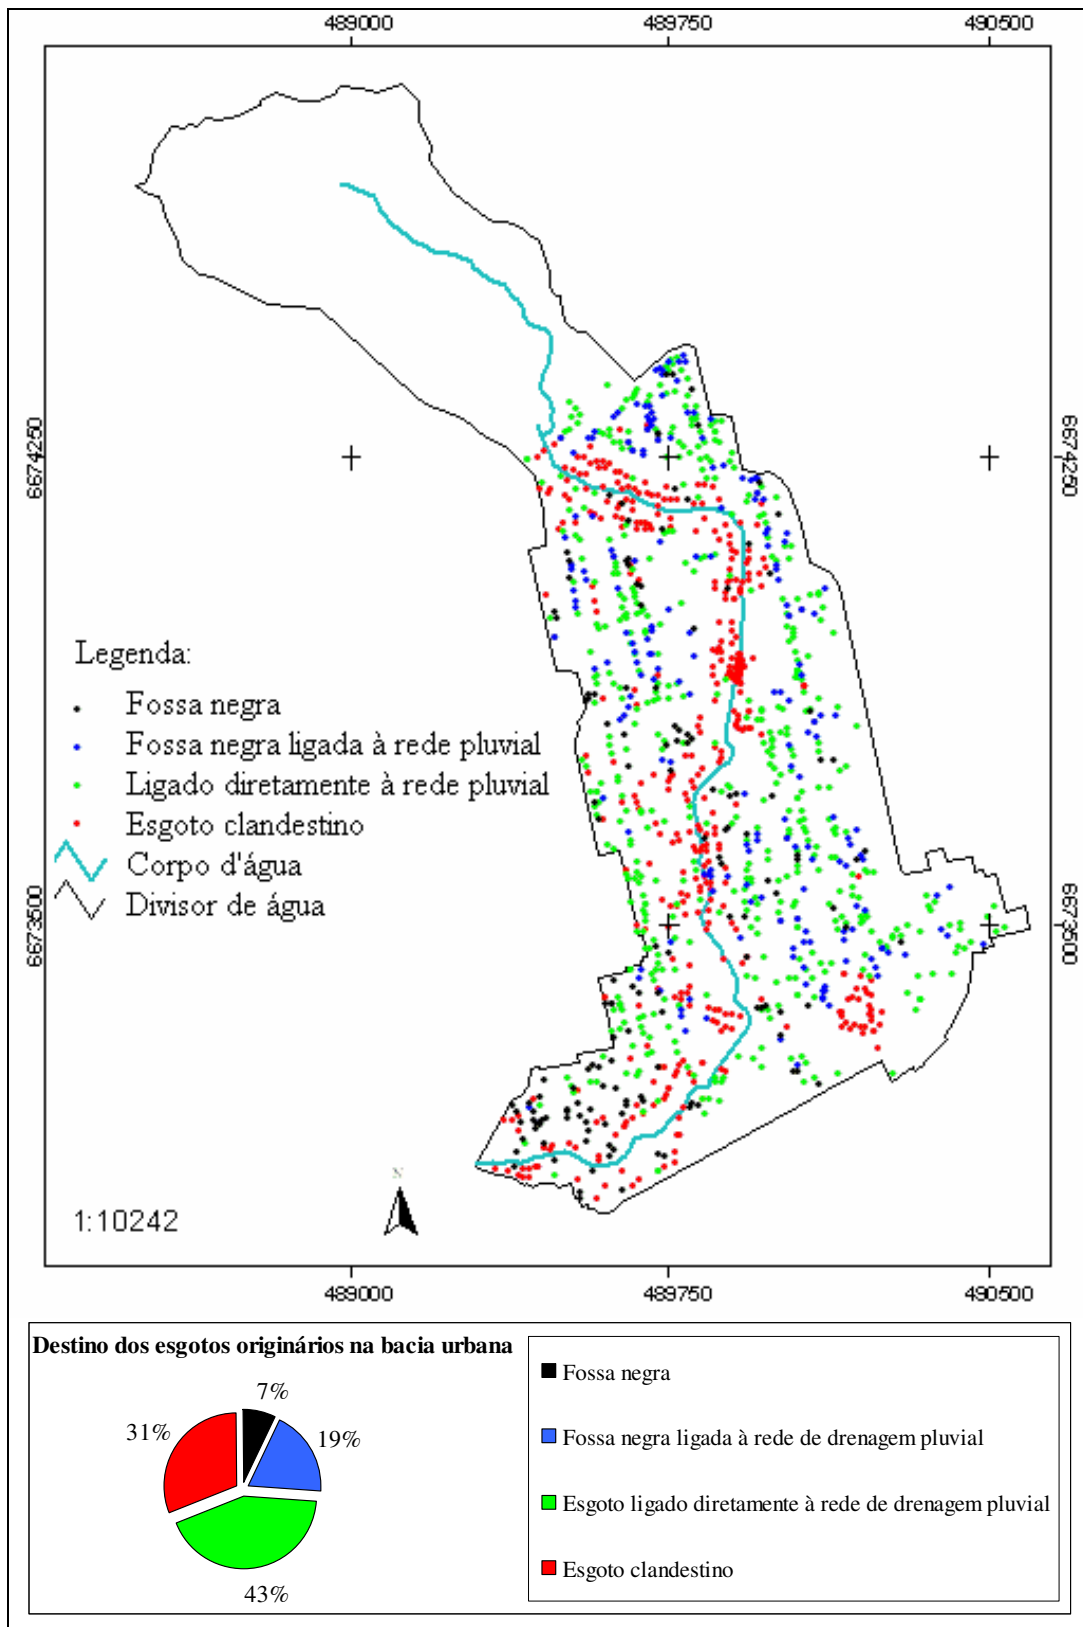 489000 489750 490500
6674250 6674250
Legenda:
Fossa negra
Fossa negra ligada à rede pluvial
Ligado diretamente à rede pluvial
Esgoto clandestino
Corpo d'água
Divisor de água
6673500 6673500
N
1:10242
489000 489750 490500
Destino dos esgotos originários na bacia urbana
7%
19%
31%
43%
Fossa negra
Fossa negra ligada à rede de drenagem pluvial
Esgoto ligado diretamente à rede de drenagem pluvial
Esgoto clandestino